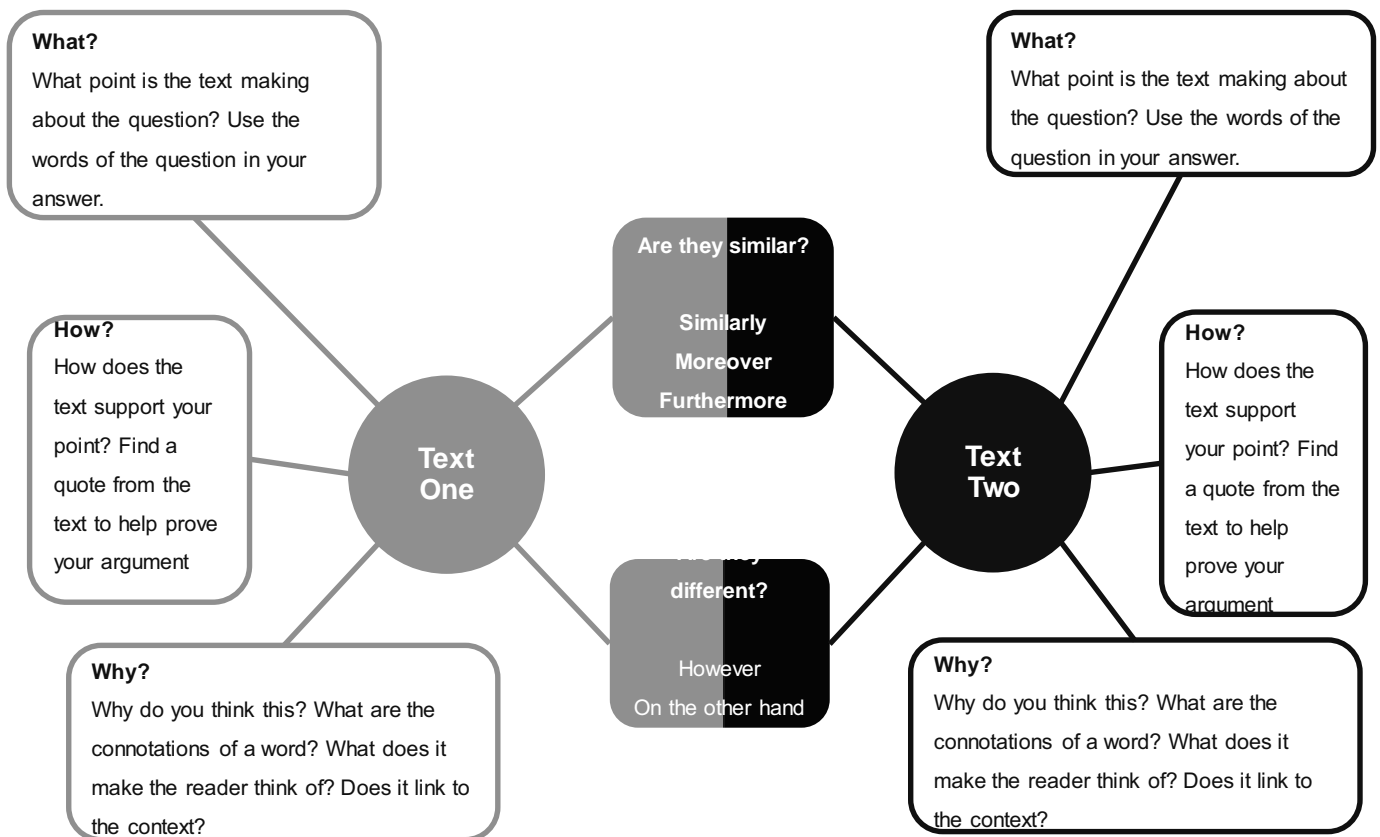 What?
What point is the text making
about the question? Use the
words of the question in your
answer.
How?
How does the
text support your
point? Find a
quote from the
text to help prove
your argument
Why?
Why do you think this? What are the
connotations of a word? What does it
make the reader think of? Does it link to
the context?
Text
One
Are they similar?
Similarly
Moreover
Furthermore
Are they
different?
However
On the other hand
Text
Two
What?
What point is the text making about
the question? Use the words of the
question in your answer.
How?
How does the
text support
your point? Find
a quote from the
text to help
prove your
argument
Why?
Why do you think this? What are the
connotations of a word? What does it
make the reader think of? Does it link to
the context?